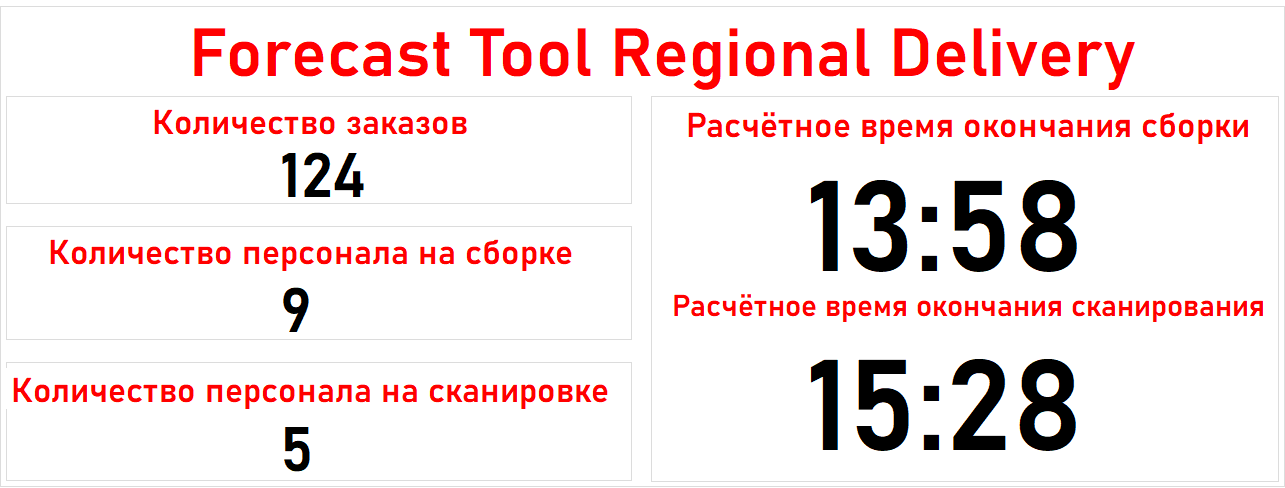 Forecast Tool Regional Delivery
Количество заказов
124
Количество персонала на сборке
9
Количество персонала на сканировке
5
Расчётное время окончания сборки
13:58
Расчётное время окончания сканирования
15:28